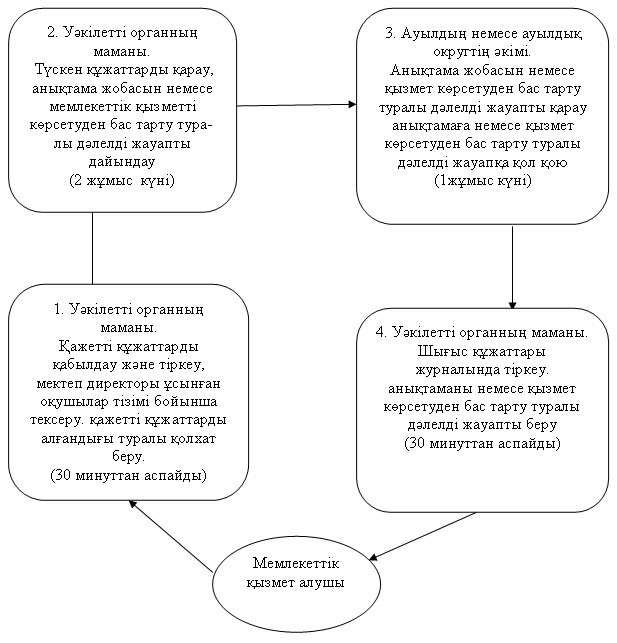 2. Уәкілетті органның
маманы.
Түскен құжаттарды қарау,
анықтама жобасын немесе
мемлекеттік қызметті
көрсетуден бас тарту тура-
лы дәлелді жауапты
дайындау
(2 жұмыс күні)
3. Ауылдың немесе ауылдық
округтің әкімі.
Анықтама жобасын немесе
қызмет көрсетуден бас тарту
туралы дәлелді жауапты қарау
анықтамаға немесе қызмет
көрсетуден бас тарту туралы
дәлелді жауапқа қол қою
(1жұмыс күні)
1. Уәкілетті органның
маманы.
Қажетті құжаттарды
қабылдау және тіркеу,
мектеп директоры ұсынған
оқушылар тізімі бойынша
тексеру. қажетті құжаттарды
алғандығы туралы қолхат
беру.
(30 минуттан аспайды)
4. Уәкілетті органның маманы.
Шығыс құжаттары
журналында тіркеу.
анықтаманы немесе қызмет
көрсетуден бас тарту туралы
дәлелді жауапты беру
(30 минуттан аспайды)
Мемлекеттік
қызмет алушы